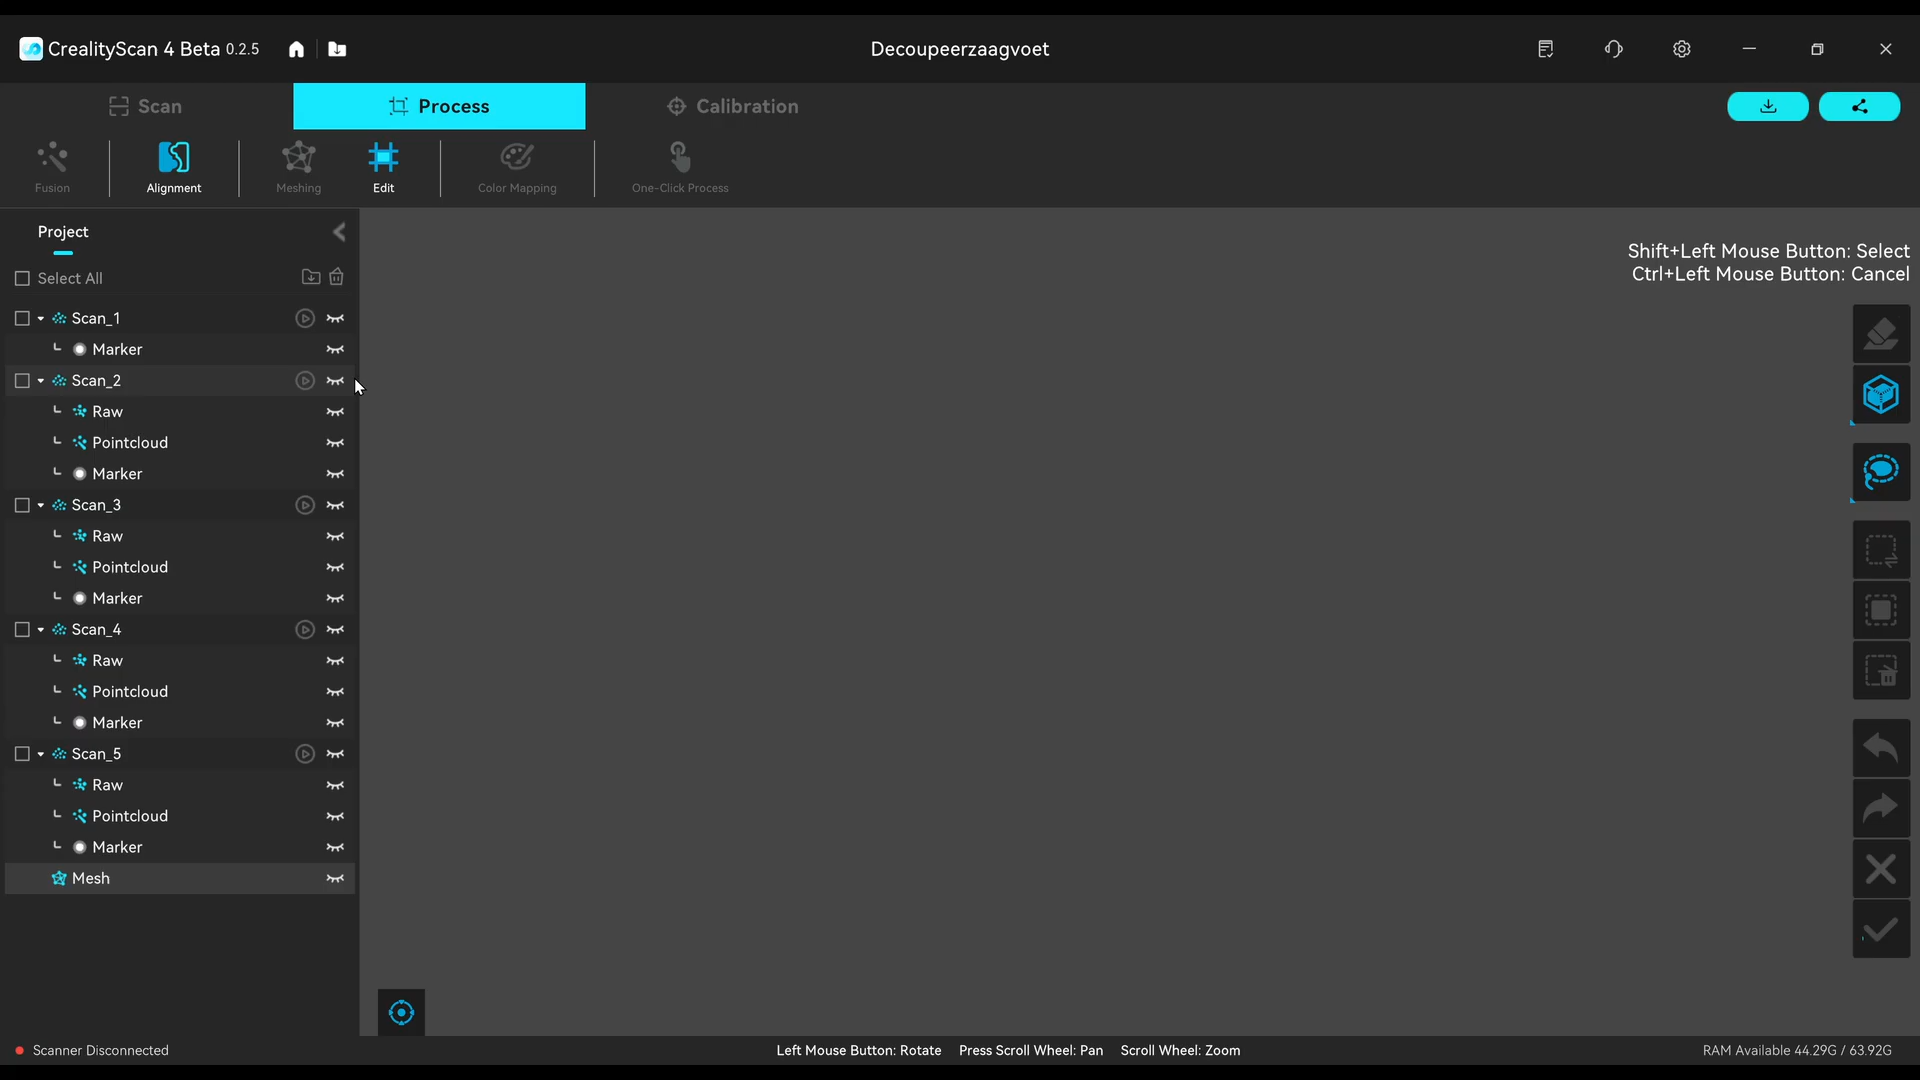 CrealityScan 4 Beta 0.2.5
Decoupeerzaagvoet
Scan
Process
Calibration
Fusion
Alignment
Meshing
Edit
Color Mapping
One-Click Process
Project
Select All
Shift+Left Mouse Button: Select
Ctrl+Left Mouse Button: Cancel
Scan_1
Marker
Scan_2
Raw
Pointcloud
Marker
Scan_3
Raw
Pointcloud
Marker
Scan_4
Raw
Pointcloud
Marker
Scan_5
Raw
Pointcloud
Marker
Mesh
Scanner Disconnected
Left Mouse Button: Rotate Press Scroll Wheel: Pan Scroll Wheel: Zoom
RAM Available 44.29G / 63.92G